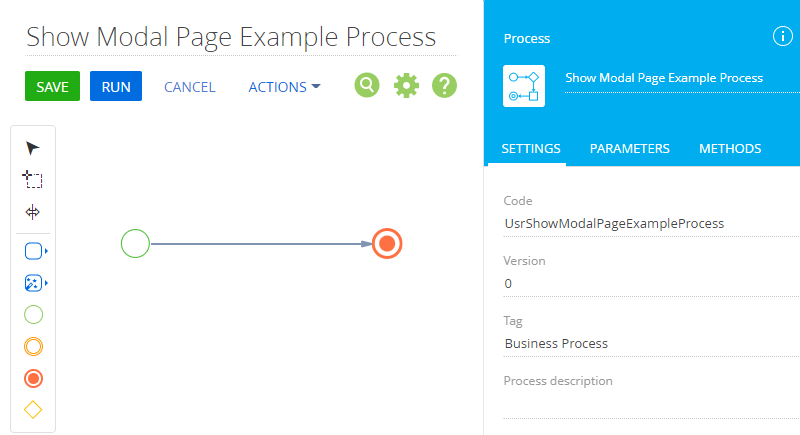 Show Modal Page Example Process
SAVE
RUN
CANCEL
ACTIONS
Process
Show Modal Page Example Process
SETTINGS
PARAMETERS
METHODS
Code
UsrShowModalPageExampleProcess
Version
0
Tag
Business Process
Process description